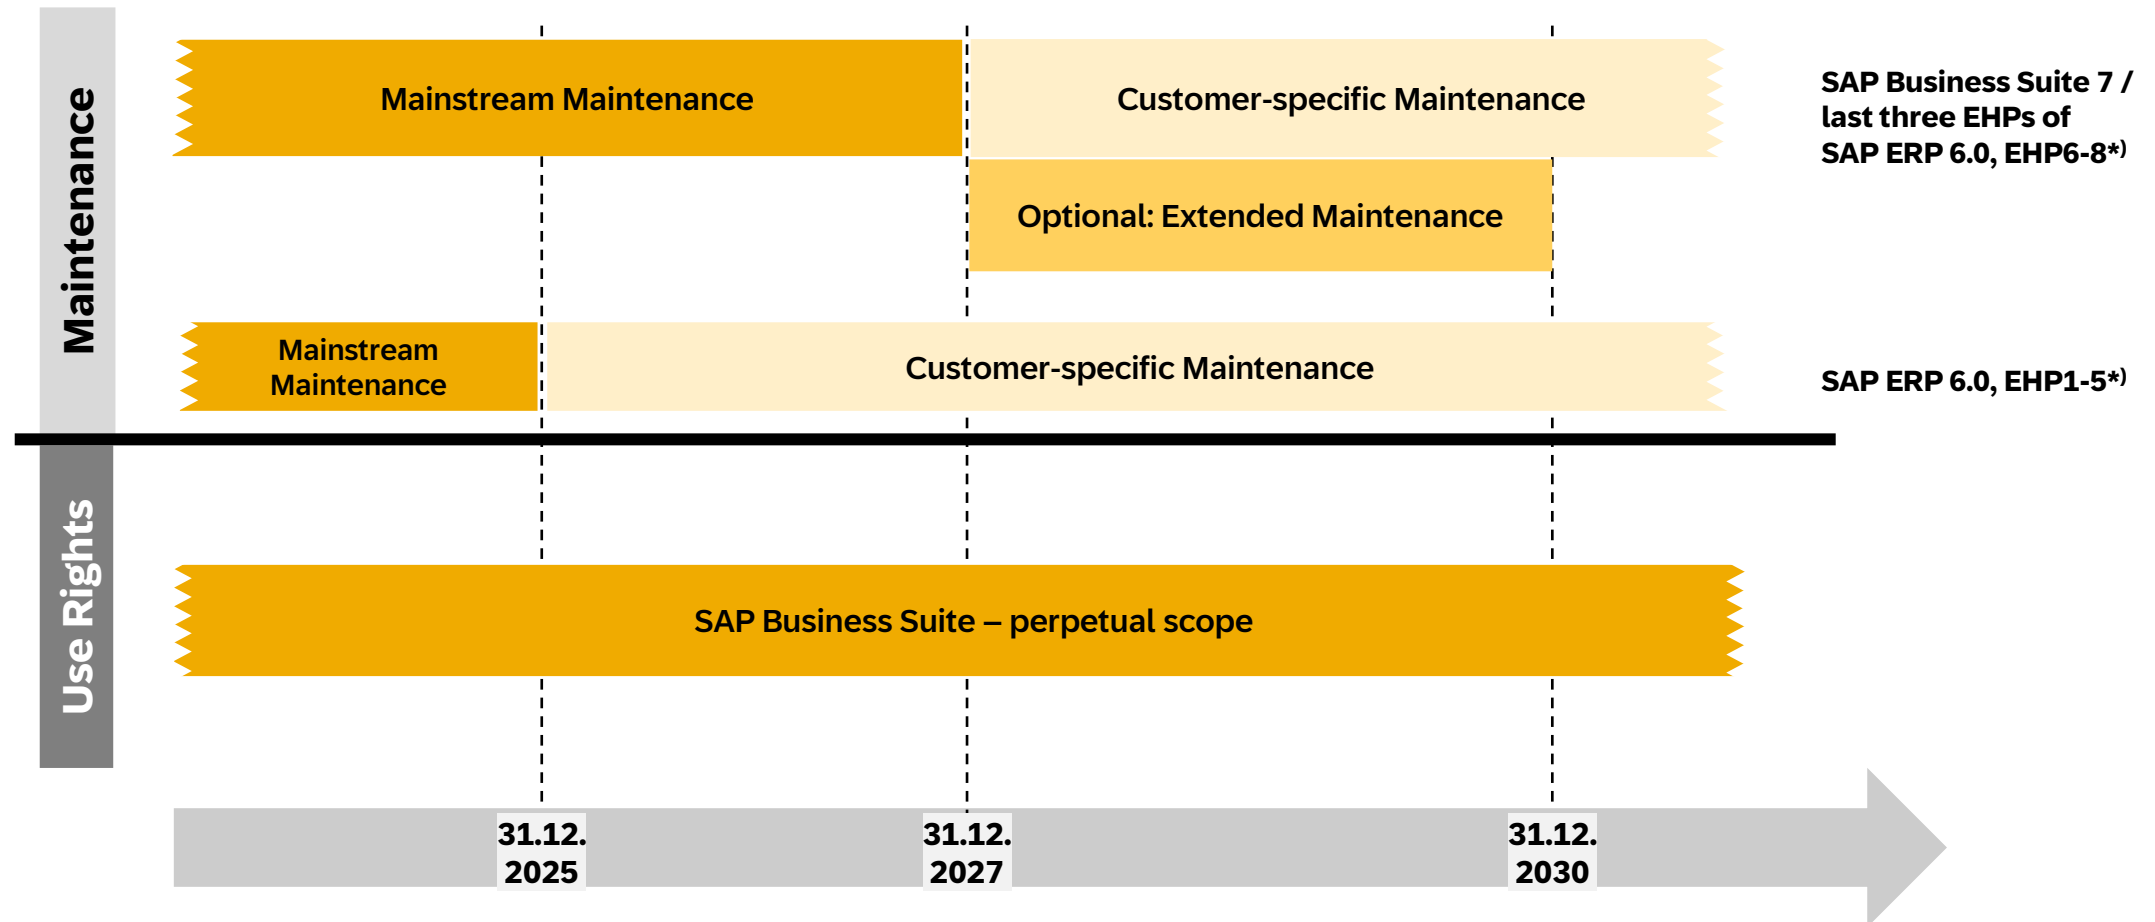 Maintenance
Mainstream Maintenance
Customer-specific Maintenance
SAP Business Suite 7 /
last three EHPs of
SAP ERP 6.0, EHP6-8*)
Optional: Extended Maintenance
Mainstream
Maintenance
Customer-specific Maintenance
SAP ERP 6.0, EHP1-5*)
Use Rights
SAP Business Suite – perpetual scope
31.12.
2025
31.12.
2027
31.12.
2030